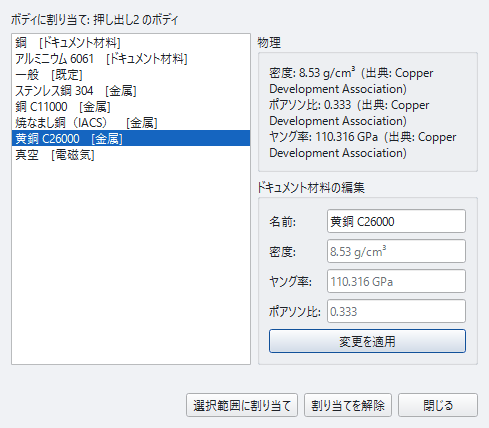 ボディに割り当て: 押し出し2 のボディ
鋼 [ドキュメント材料]
アルミニウム 6061 [ドキュメント材料]
一般 [既定]
ステンレス鋼 304 [金属]
銅 C11000 [金属]
焼なまし銅（IACS） [金属]
黄銅 C26000 [金属]
真空 [電磁気]
物理
密度: 8.53 g/cm³ (出典: Copper
Development Association)
ポアソン比: 0.333 (出典: Copper
Development Association)
ヤング率: 110.316 GPa (出典: Copper
Development Association)
ドキュメント材料の編集
名前: 黄銅 C26000
密度: 8.53 g/cm³
ヤング率: 110.316 GPa
ポアソン比: 0.333
変更を適用
選択範囲に割り当て 割り当てを解除 閉じる